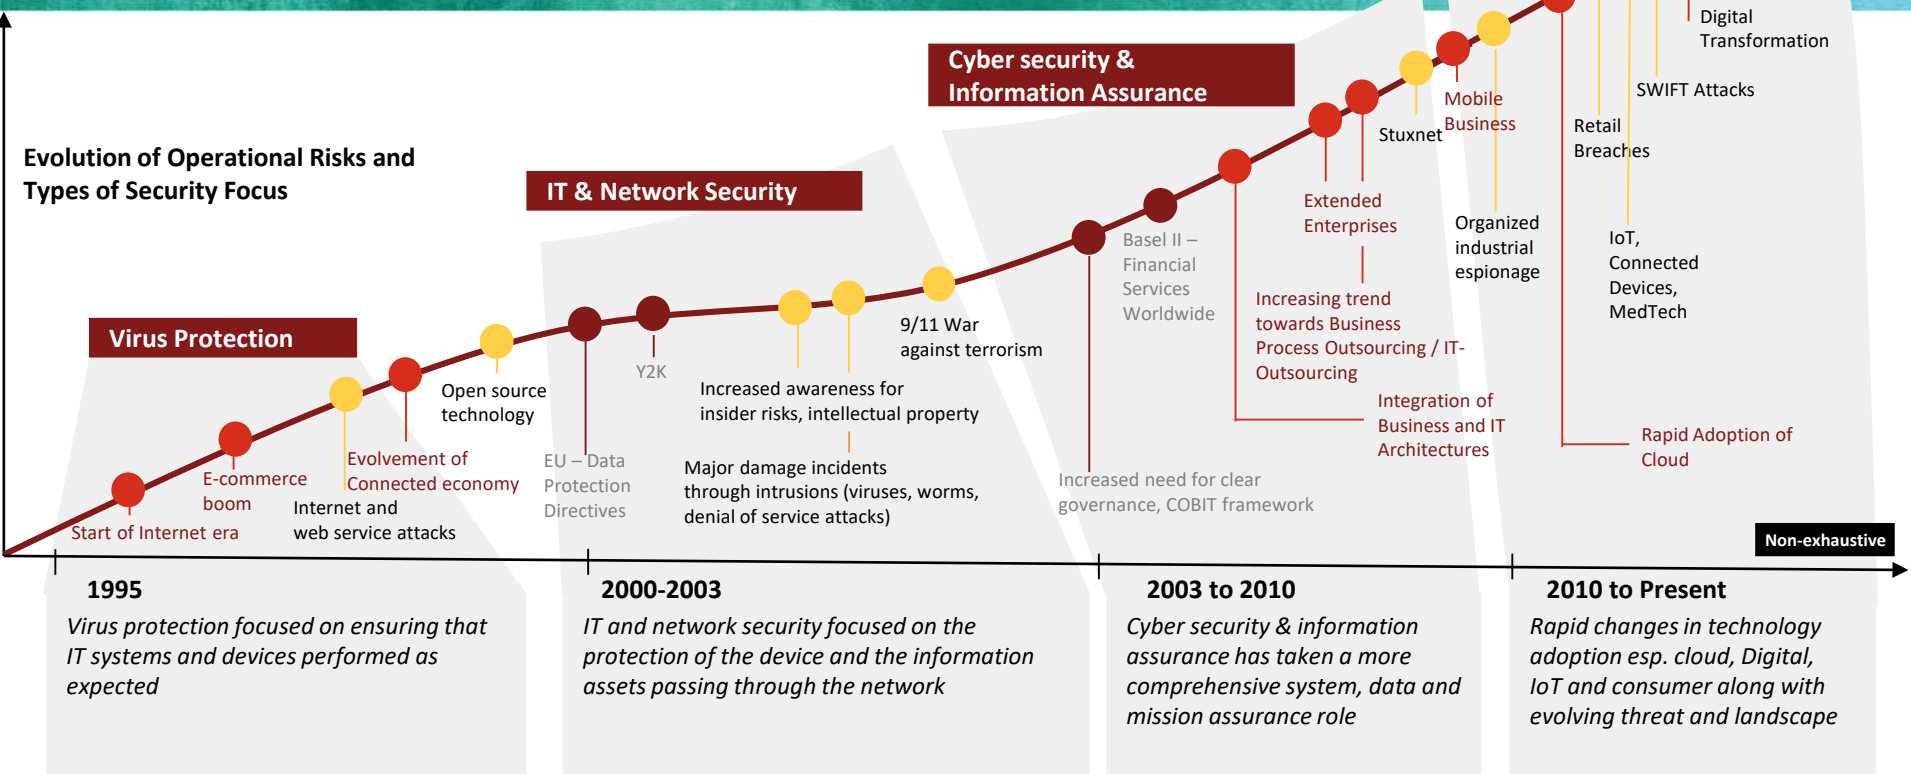 Digital
Transformation
Cyber security &
Information Assurance
SWIFT Attacks
Mobile
Business
Stuxnet
Retail
Breaches
Evolution of Operational Risks and
Types of Security Focus
IT & Network Security
Extended
Enterprises
Organized
industrial
espionage
IoT,
Connected
Devices,
MedTech
Basel II –
Financial
Services
Worldwide
Increasing trend
towards Business
Process Outsourcing / IT-
Outsourcing
9/11 War
against terrorism
Virus Protection
Y2K
Open source
technology
Increased awareness for
insider risks, intellectual property
Integration of
Business and IT
Architectures
Rapid Adoption of
Cloud
EU – Data
Protection
Directives
Evolvement of
Connected economy
E-commerce
boom
Major damage incidents
through intrusions (viruses, worms,
denial of service attacks)
Increased need for clear
governance, COBIT framework
Internet and
web service attacks
Start of Internet era
Non-exhaustive
1995
Virus protection focused on ensuring that
IT systems and devices performed as
expected
2000-2003
IT and network security focused on the
protection of the device and the information
assets passing through the network
2003 to 2010
Cyber security & information
assurance has taken a more
comprehensive system, data and
mission assurance role
2010 to Present
Rapid changes in technology
adoption esp. cloud, Digital,
IoT and consumer along with
evolving threat and landscape